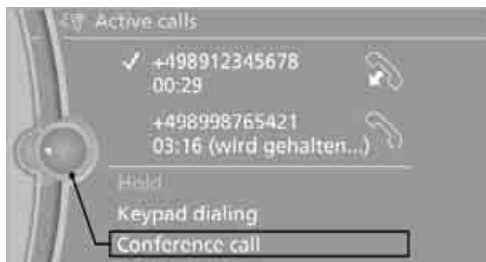 Active calls
+498912345678
00:29
+498998765421
03:16 (wird gehalten...)
Hold
Keypad dialing
Conference call